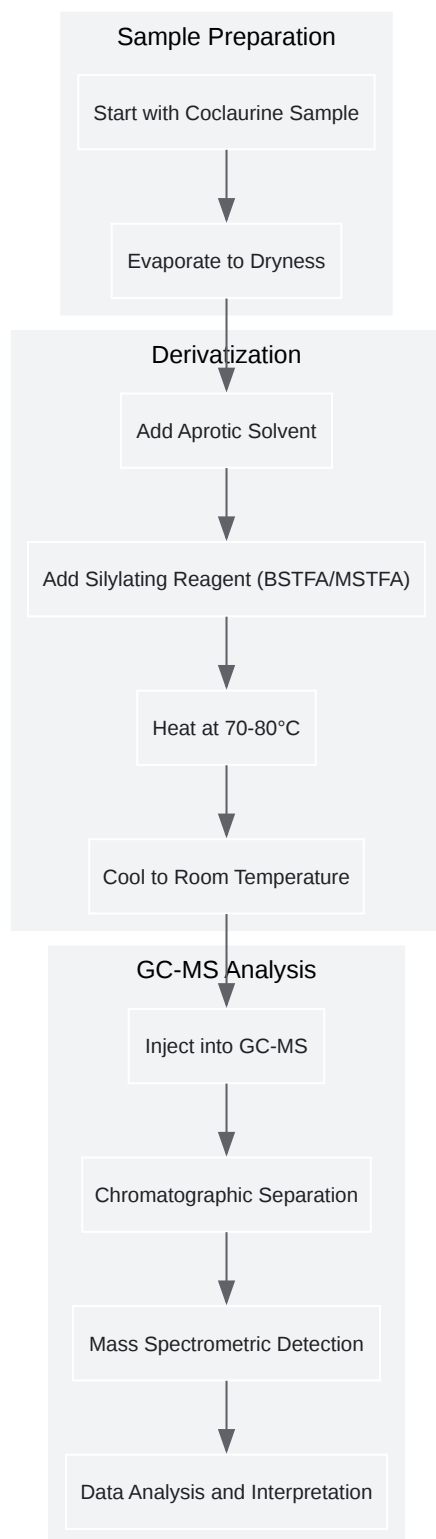 Sample Preparation
Start with Coclaurine Sample
Evaporate to Dryness
Derivatization
Add Aprotic Solvent
Add Silylating Reagent (BSTFA/MSTFA)
Heat at 70-80°C
Cool to Room Temperature
GC-MS Analysis
Inject into GC-MS
Chromatographic Separation
Mass Spectrometric Detection
Data Analysis and Interpretation